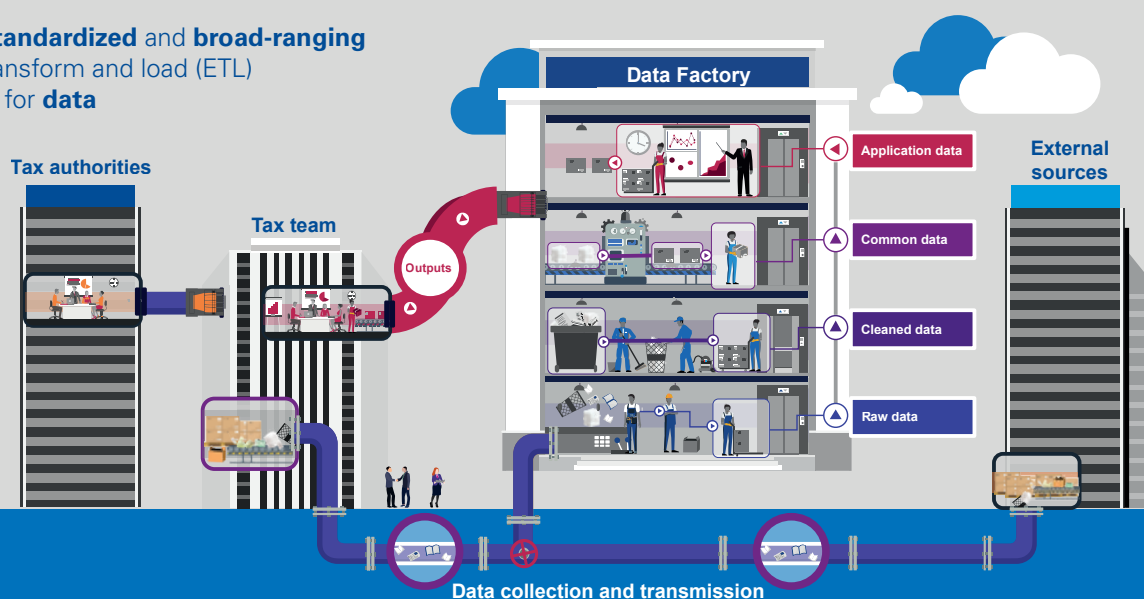 tandardized and broad-ranging
ansform and load (ETL)
for data
Data Factory
Tax authorities
Tax team
Outputs
Application data
Common data
Cleaned data
Raw data
External
sources
Data collection and transmission